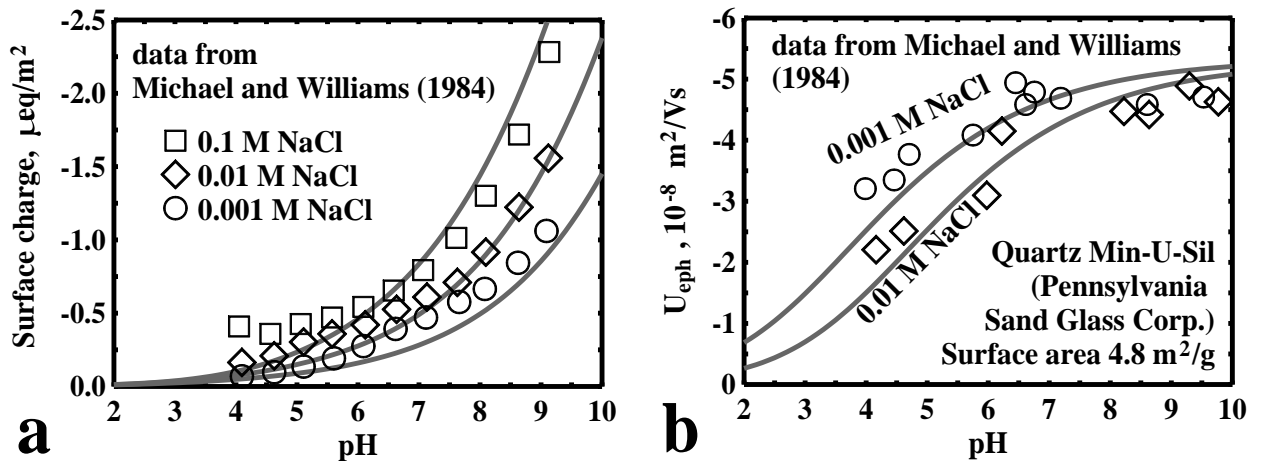 -2.5
-2.0
-1.5
-1.0
-0.5
0.0
Surface charge, μeq/m²
data from
Michael and Williams (1984)
0.1 M NaCl
0.01 M NaCl
0.001 M NaCl
2 3 4 5 6 7 8 9 10
pH
a
-6
-5
-4
-3
-2
-1
0
U_eph , 10⁻⁸ m²/Vs
data from Michael and Williams
(1984)
0.001 M NaCl
0.01 M NaCl
Quartz Min-U-Sil
(Pennsylvania
Sand Glass Corp.)
Surface area 4.8 m²/g
2 3 4 5 6 7 8 9 10
pH
b